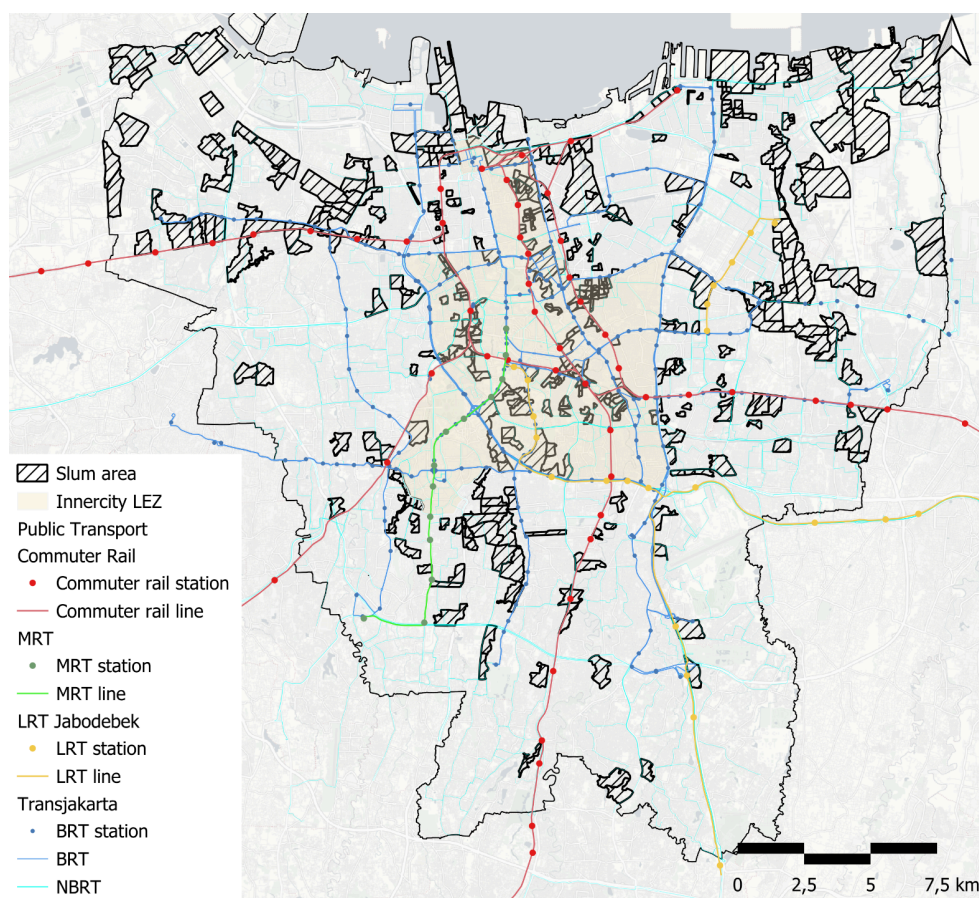 Slum area
Innercity LEZ
Public Transport
Commuter Rail
Commuter rail station
Commuter rail line
MRT
MRT station
MRT line
LRT Jabodebek
LRT station
LRT line
Transjakarta
BRT station
BRT
NBRT
0 2,5 5 7,5 km